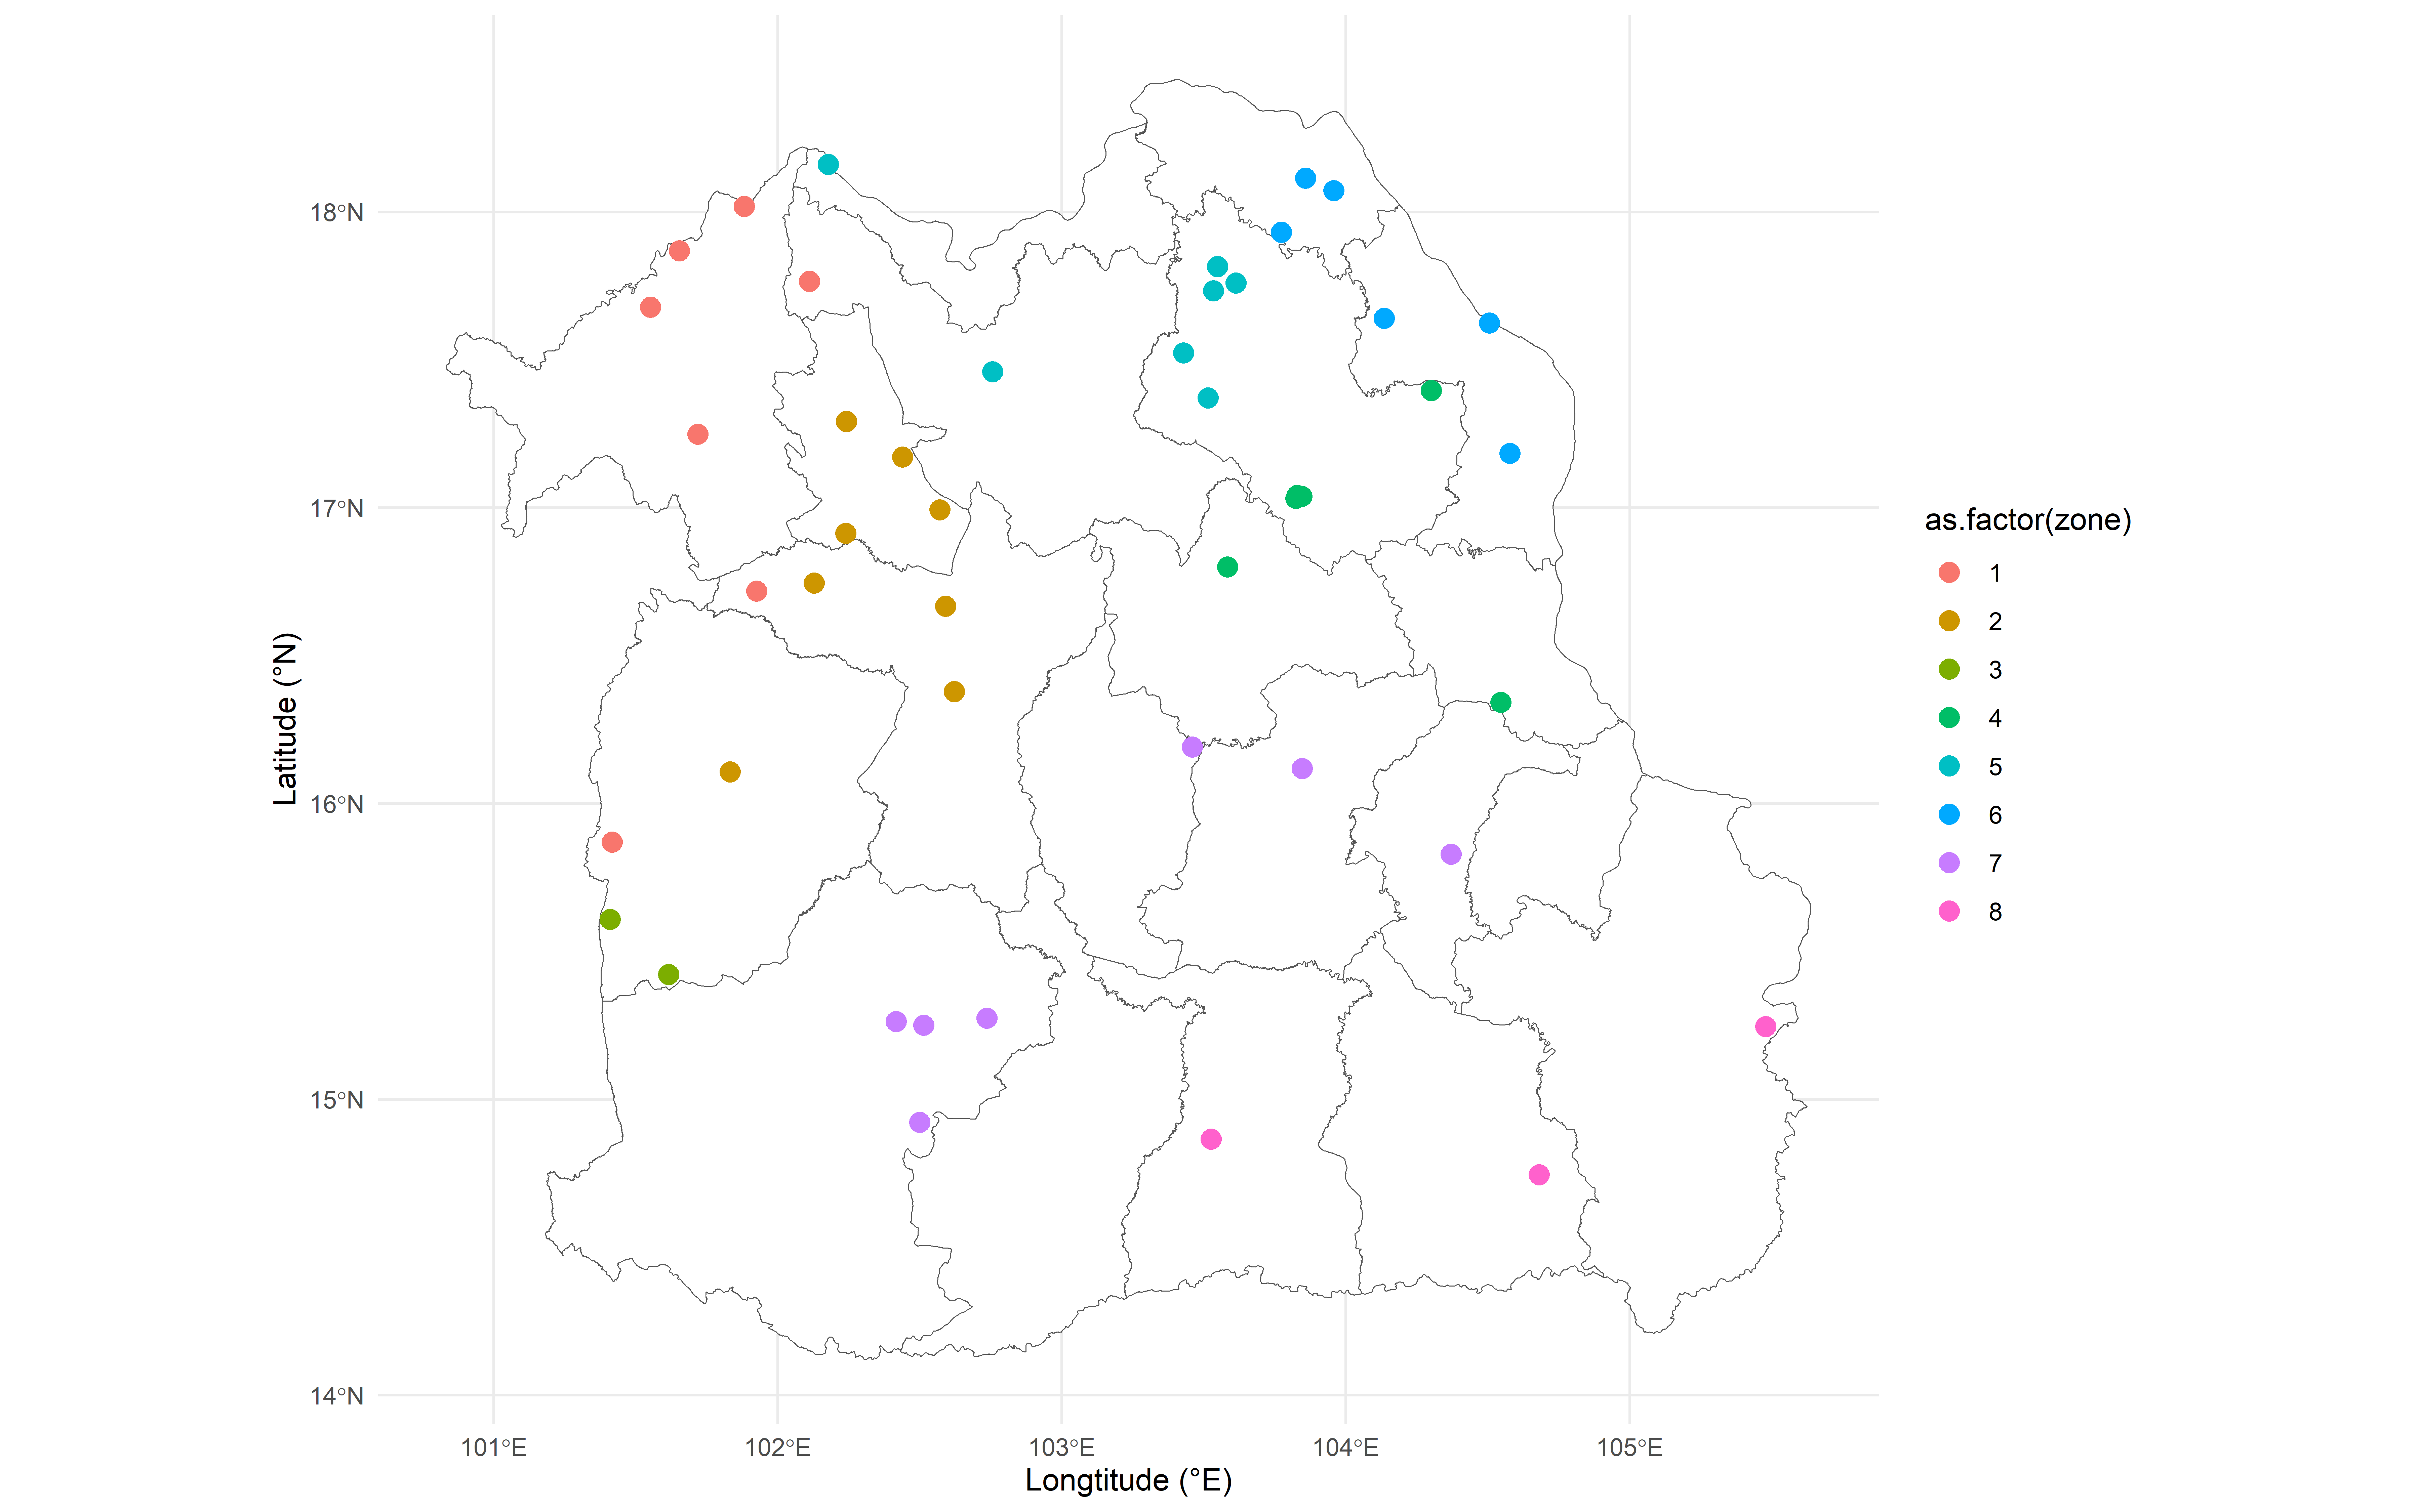 18°N
17°N
16°N
15°N
14°N
Latitude (°N)
101°E
102°E
103°E
104°E
105°E
Longtitude (°E)
as.factor(zone)
1
2
3
4
5
6
7
8